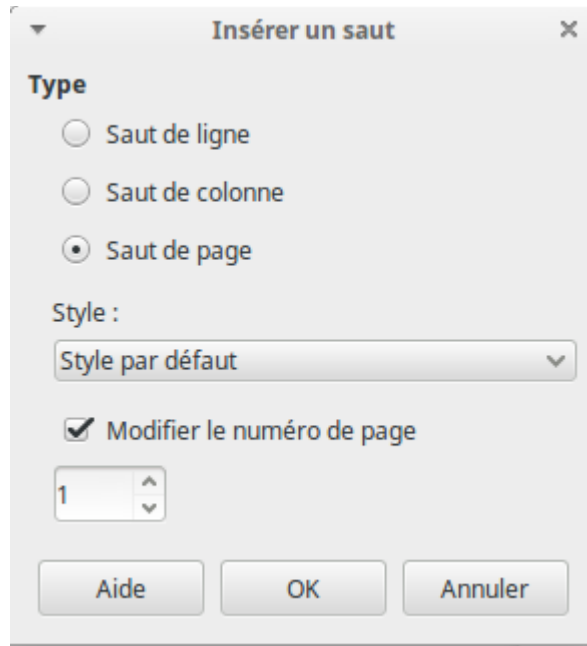 Insérer un saut
Type
Saut de ligne
Saut de colonne
Saut de page
Style :
Style par défaut
Modifier le numéro de page
1
Aide OK Annuler